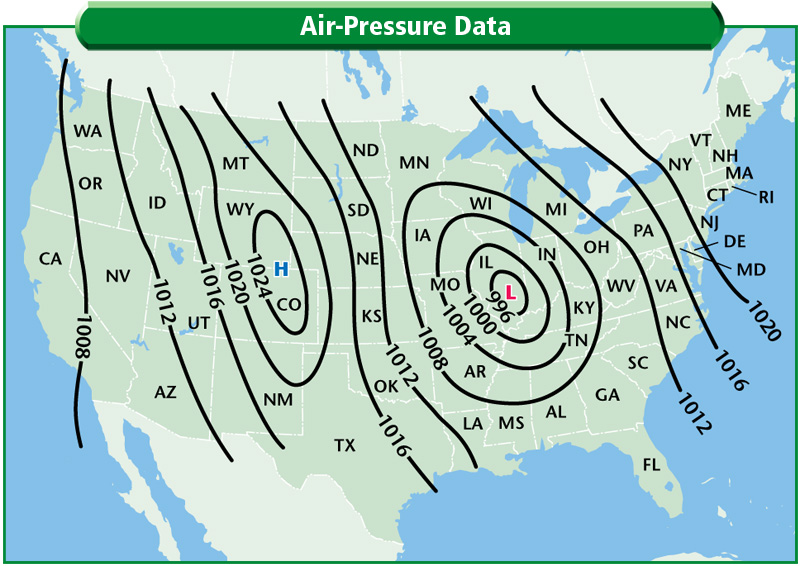 Air-Pressure Data
WA
MT
ND
MN
ME
VT
NH
NY
MA
OR
ID
WY
SD
WI
MI
CT
RI
NJ
IA
PA
DE
CA
NV
H
NE
IL
IN
OH
MD
1024
CO
MO
L
WV
VA
996
1000
1004
1008
KY
1020
1016
1012
1008
UT
KS
NC
1020
TN
1016
1012
AZ
NM
OK
AR
SC
1012
GA
1016
TX
LA
MS
AL
FL